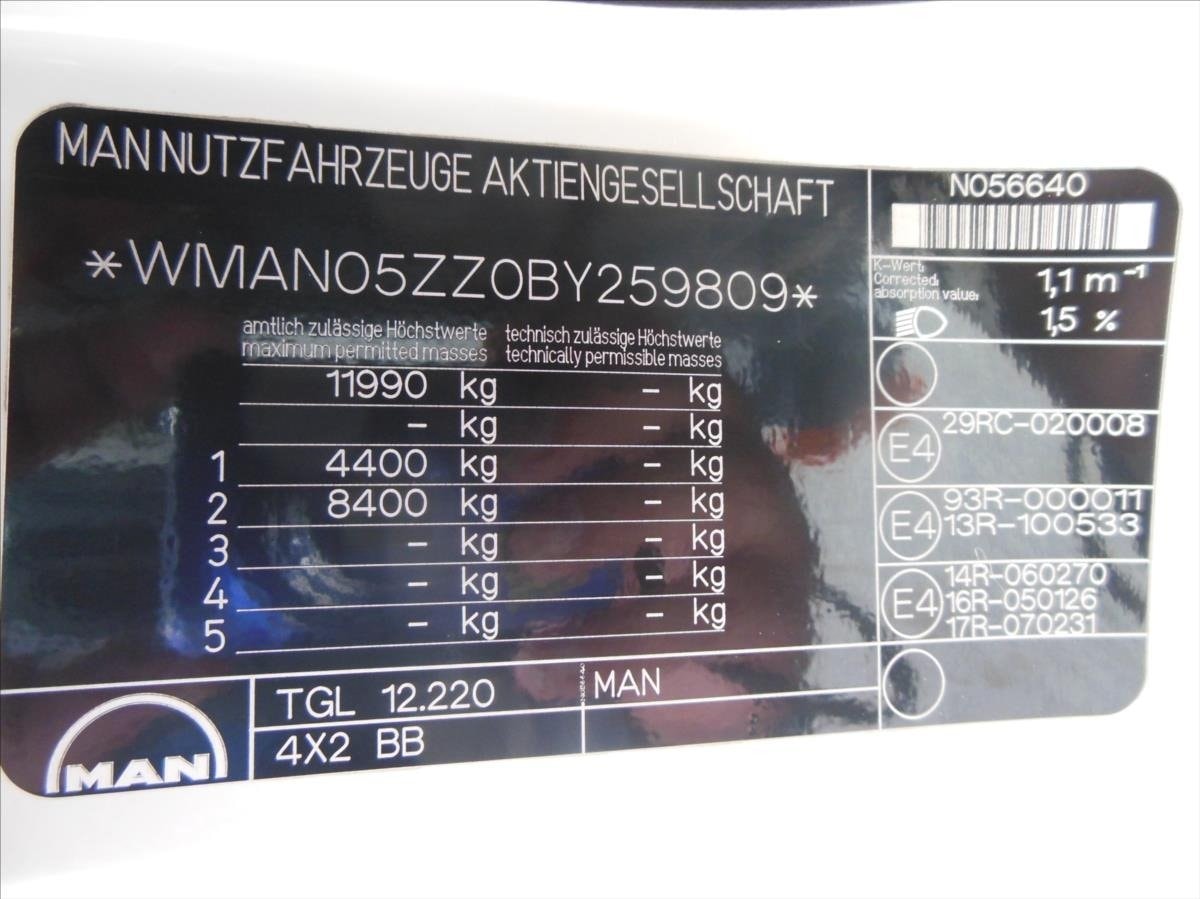 MAN NUTZFAHRZEUGE AKTIENGESELLSCHAFT
*WMAN05ZZ0BY259809*
amtlich zulässige Höchstwerte technisch zulässige Höchstwerte
maximum permitted masses technically permissible masses
11990 kg - kg
- kg - kg
1 4400 kg - kg
2 8400 kg - kg
3 - kg - kg
4 - kg - kg
5 - kg - kg
MAN
TGL 12.220
4X2 BB
MAN
N056640
K-Wert:
Corrected:
absorption value:
1,1 m⁻¹
1,5 %
E4 29RC-020008
E4 93R-000011
13R-100533
E4 14R-060270
16R-050126
17R-070231